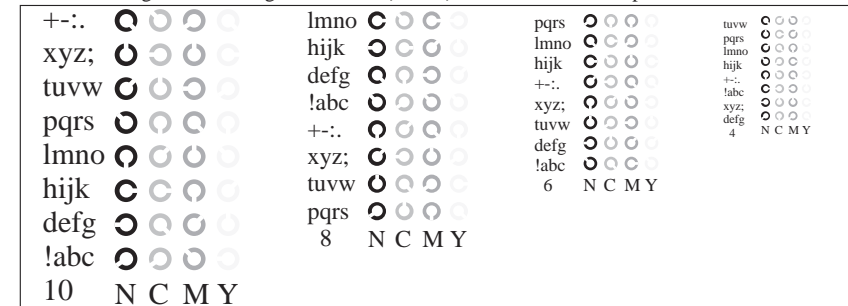 +-:.
xyz;
tuvw
pqrs
lmno
hijk
defg
!abc
10 N C M Y
lmno
hijk
defg
!abc
+-:.
xyz;
tuvw
pqrs
8 N C M Y
pqrs
lmno
hijk
+-:.
xyz;
tuvw
defg
!abc
6 N C M Y
tuvw
pqrs
lmno
hijk
+-:.
!abc
xyz;
defg
4 N C M Y